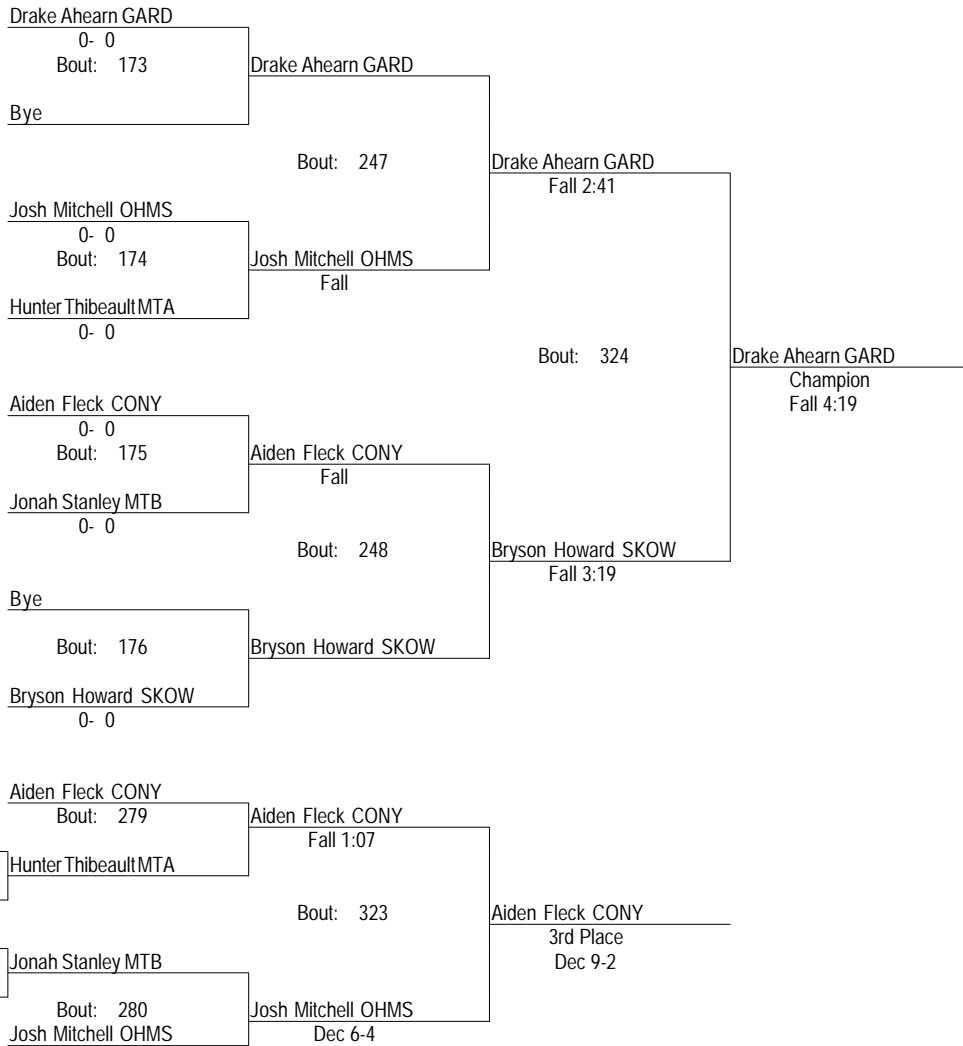 Drake Ahearn GARD
0- 0
Bout: 173
Drake Ahearn GARD
Bye
Bout: 247
Drake Ahearn GARD
Fall 2:41
Josh Mitchell OHMS
0- 0
Bout: 174
Josh Mitchell OHMS
Fall
Hunter Thibeault MTA
0- 0
Bout: 324
Drake Ahearn GARD
Champion
Fall 4:19
Aiden Fleck CONY
0- 0
Bout: 175
Aiden Fleck CONY
Fall
Jonah Stanley MTB
0- 0
Bout: 248
Bryson Howard SKOW
Fall 3:19
Bye
Bout: 176
Bryson Howard SKOW
Bryson Howard SKOW
0- 0
Aiden Fleck CONY
Bout: 279
Aiden Fleck CONY
Fall 1:07
Hunter Thibeault MTA
Bout: 323
Aiden Fleck CONY
3rd Place
Dec 9-2
Jonah Stanley MTB
Bout: 280
Josh Mitchell OHMS
Dec 6-4
Josh Mitchell OHMS